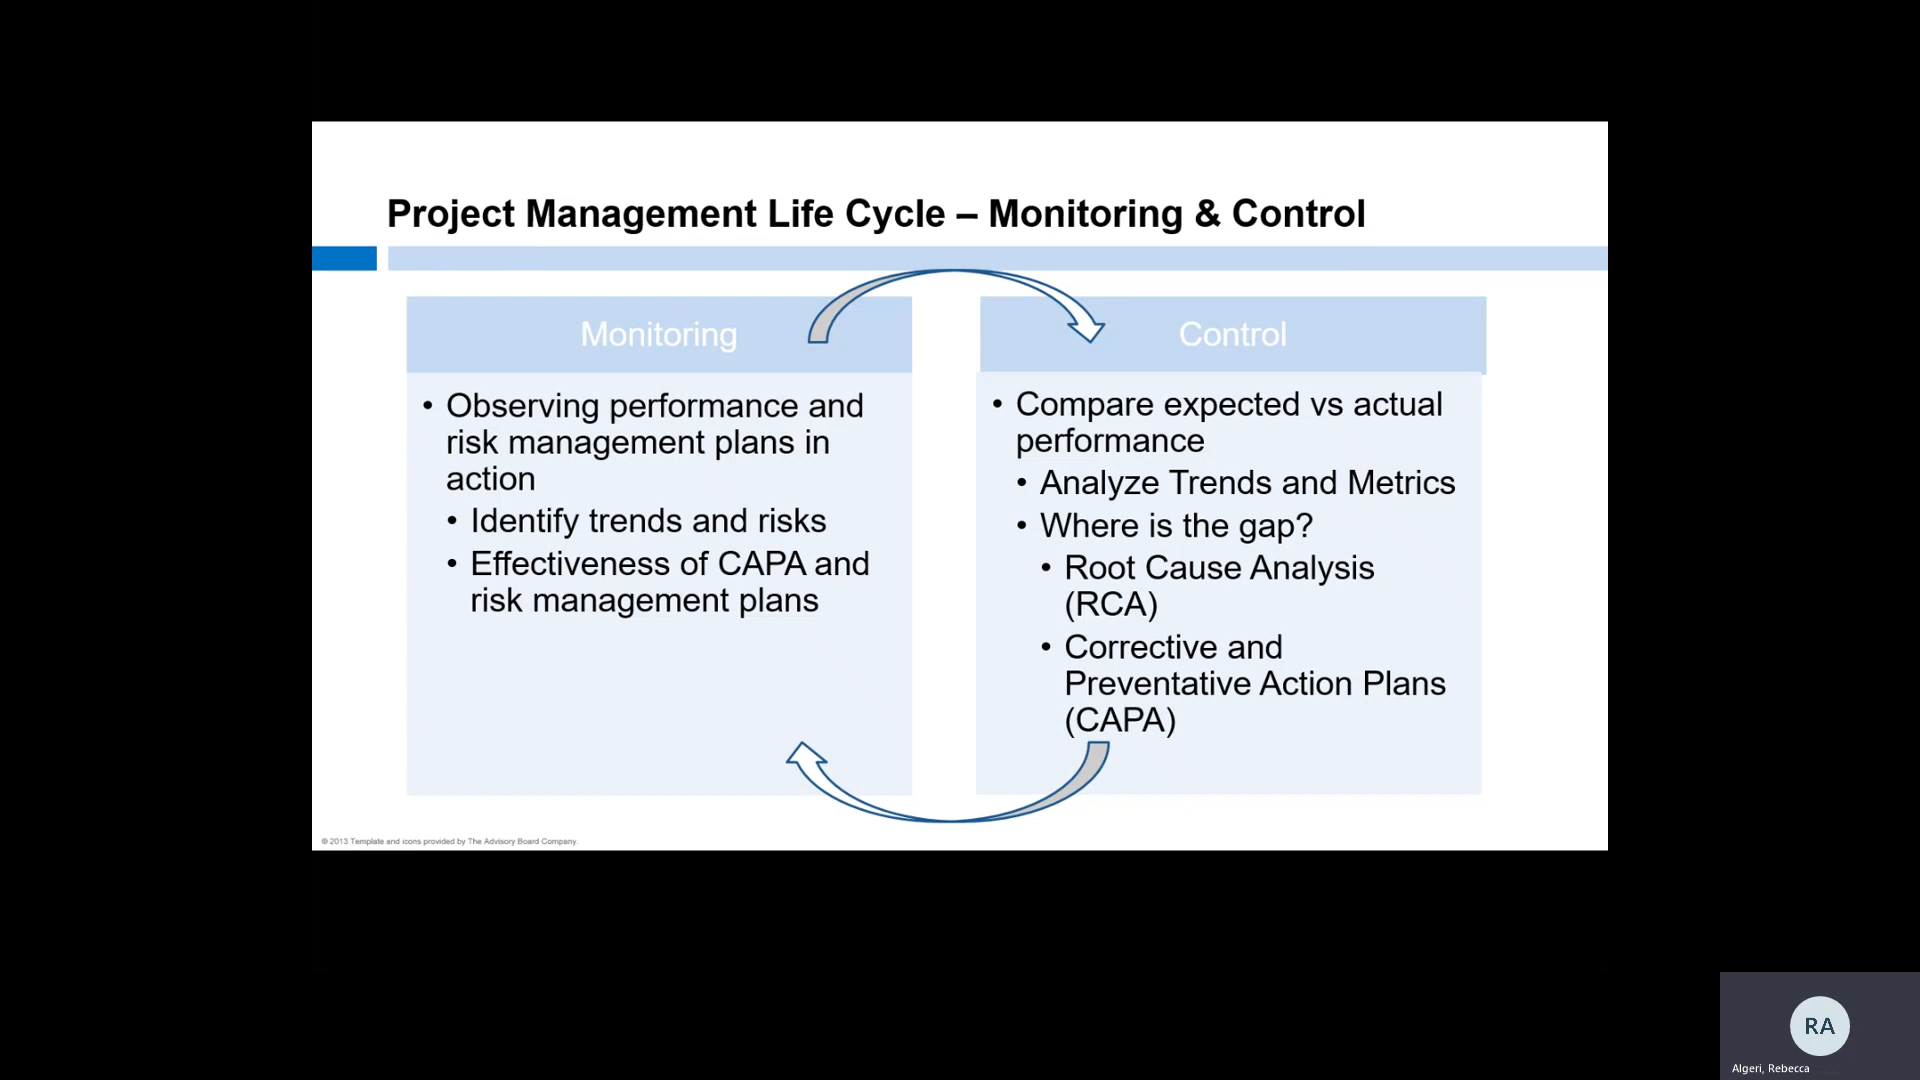 Project Management Life Cycle – Monitoring & Control
Monitoring
• Observing performance and
risk management plans in
action
• Identify trends and risks
• Effectiveness of CAPA and
risk management plans
Control
• Compare expected vs actual
performance
• Analyze Trends and Metrics
• Where is the gap?
• Root Cause Analysis
(RCA)
• Corrective and
Preventative Action Plans
(CAPA)
© 2013 Template and icons provided by The Advisory Board Company.
RA
Algeri, Rebecca